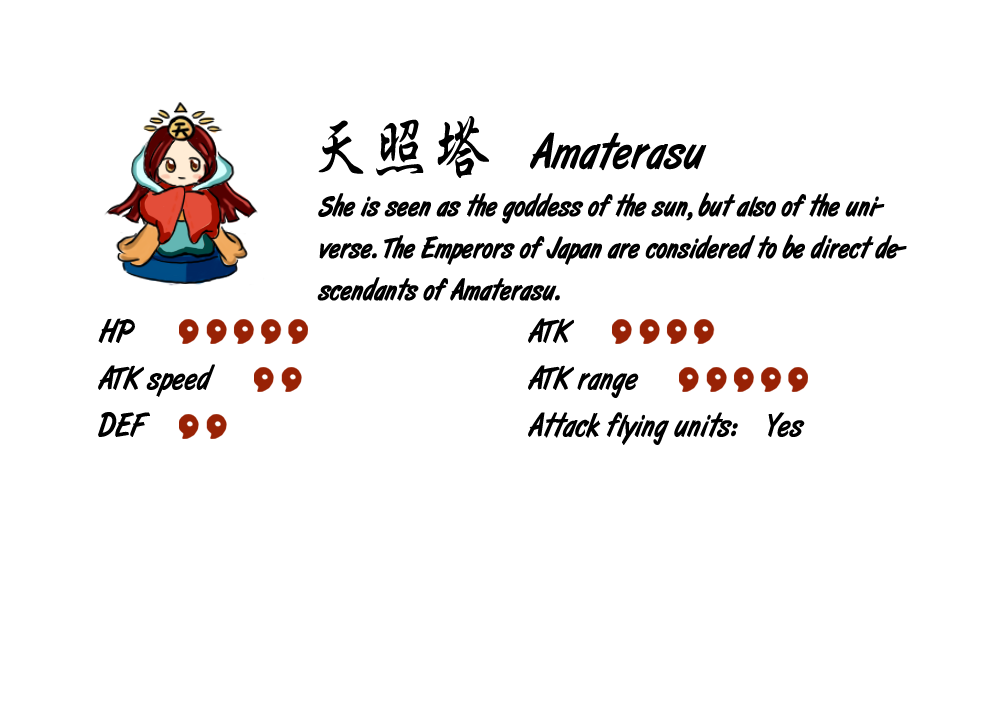 天
天照塔 Amaterasu
She is seen as the goddess of the sun, but also of the uni-
verse. The Emperors of Japan are considered to be direct de-
scendants of Amaterasu.
HP ATK
ATK speed ATK range
DEF Attack flying units: Yes